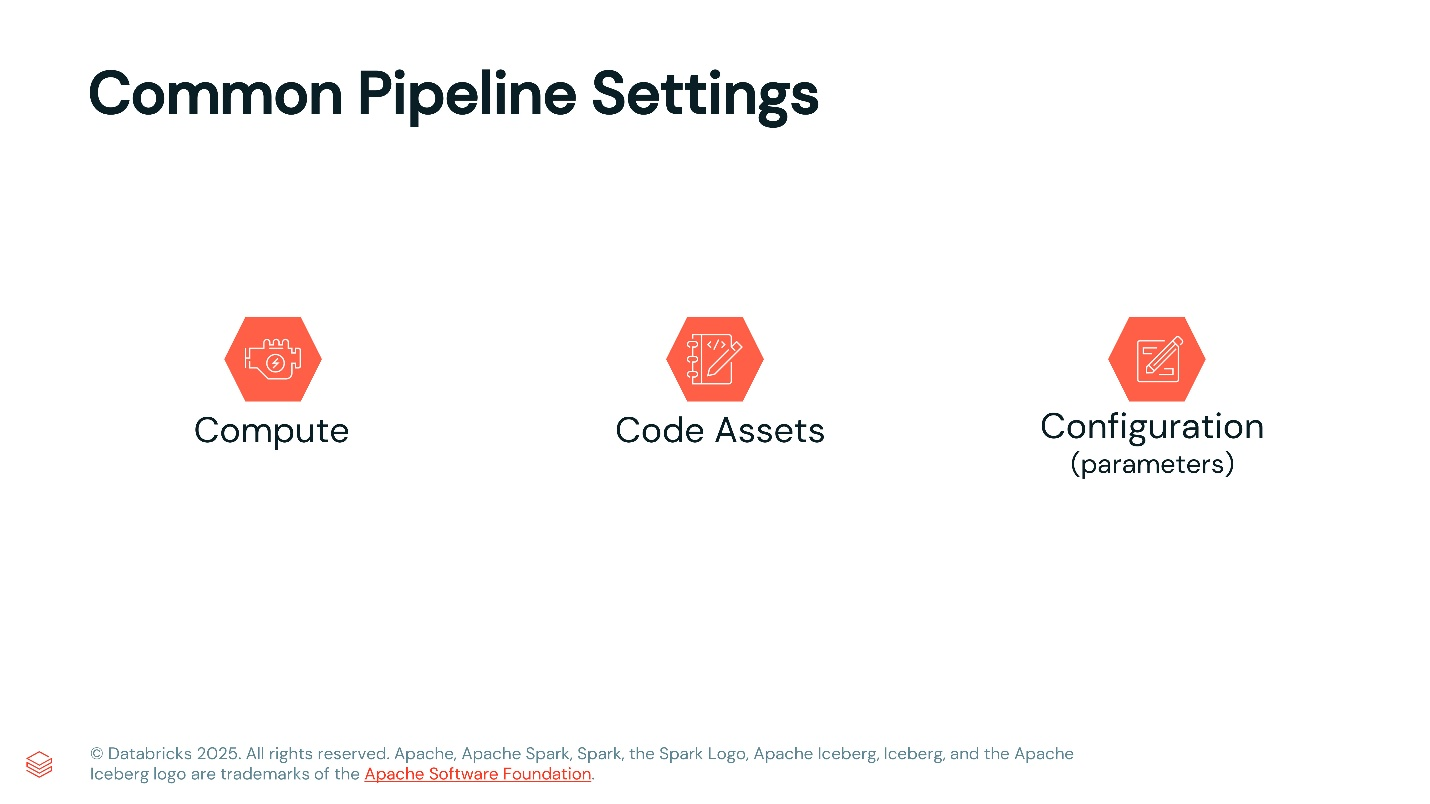 Common Pipeline Settings
Compute
Code Assets
Configuration
(parameters)
© Databricks 2025. All rights reserved. Apache, Apache Spark, Spark, the Spark Logo, Apache Iceberg, Iceberg, and the Apache
Iceberg logo are trademarks of the Apache Software Foundation.